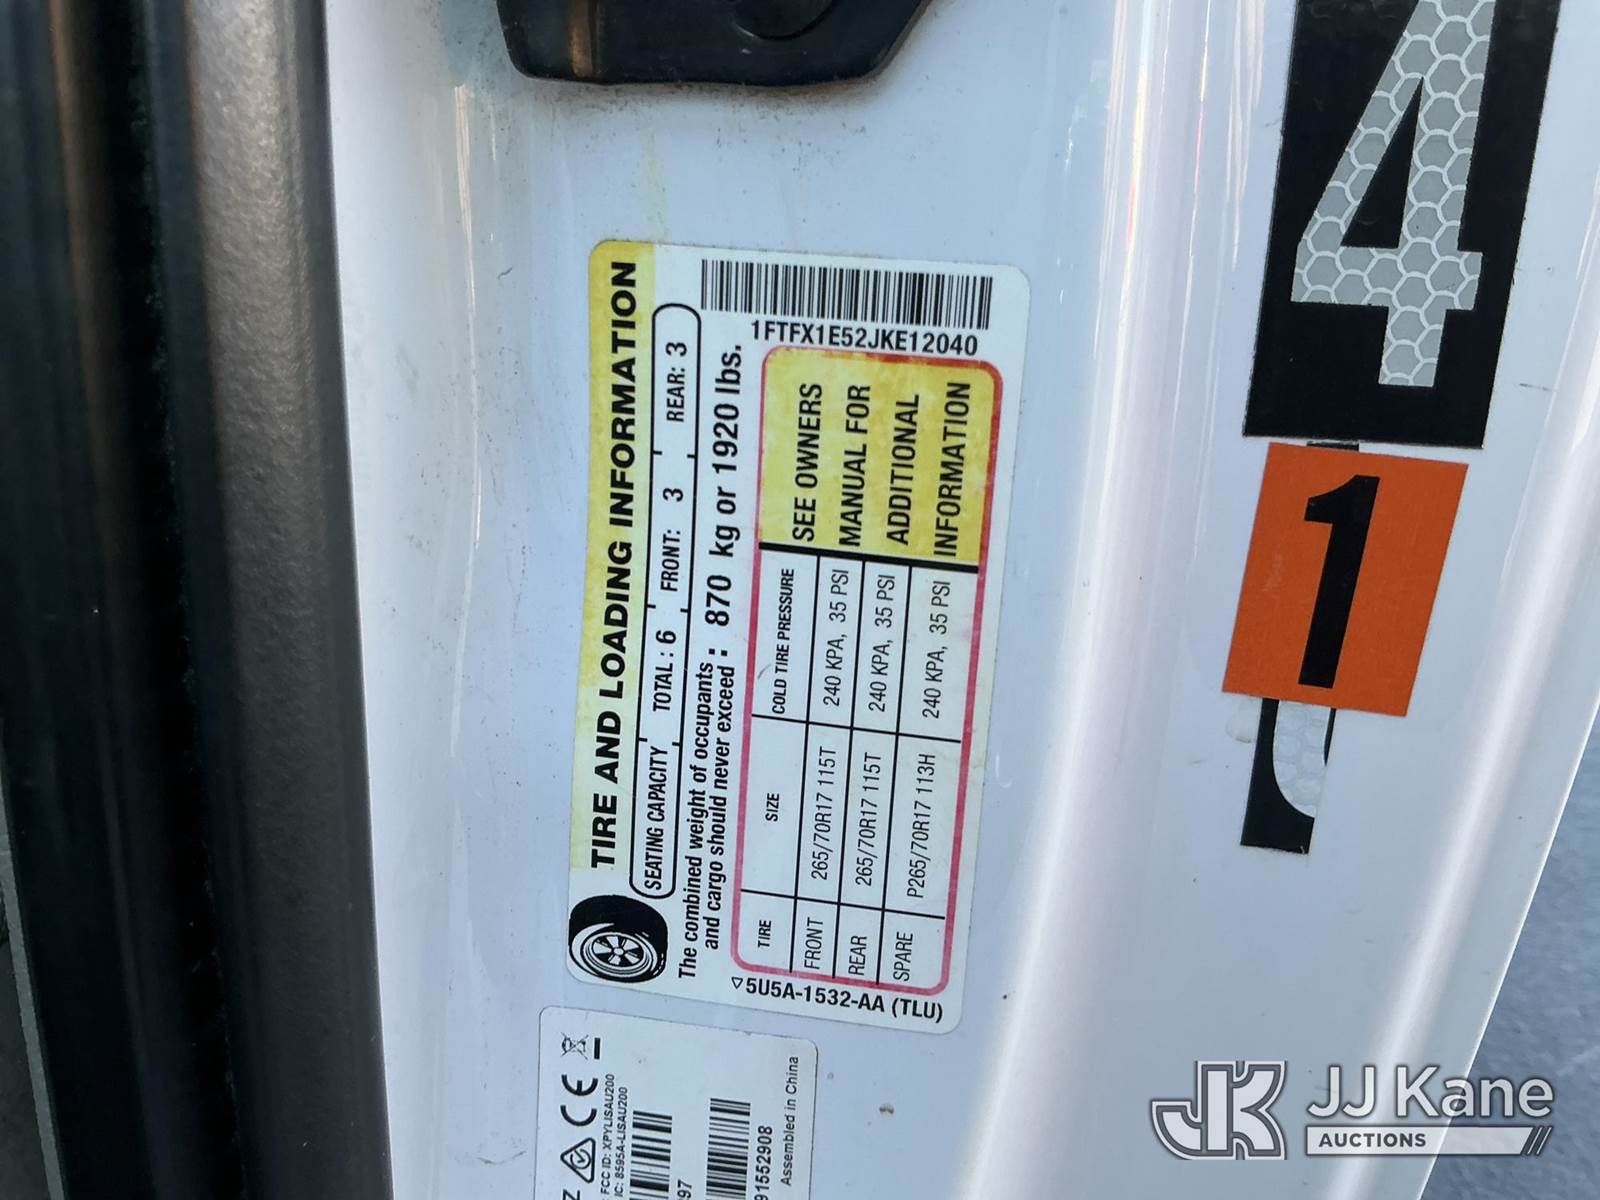 TIRE AND LOADING INFORMATION
SEATING CAPACITY TOTAL : 6 FRONT: 3 REAR: 3
The combined weight of occupants
and cargo should never exceed : 870 kg or 1920 lbs.
TIRE SIZE COLD TIRE PRESSURE
FRONT 265/70R17 115T 240 KPA, 35 PSI
REAR 265/70R17 115T 240 KPA, 35 PSI
SPARE P265/70R17 113H 240 KPA, 35 PSI
SEE OWNERS
MANUAL FOR
ADDITIONAL
INFORMATION
1FTFX1E52JKE12040
5U5A-1532-AA (TLU)
CE
FCC ID: XPYLISAU200
IC: 8595A-LISAU200
91552908
Assembled in China
4
1
JK JJ Kane
AUCTIONS